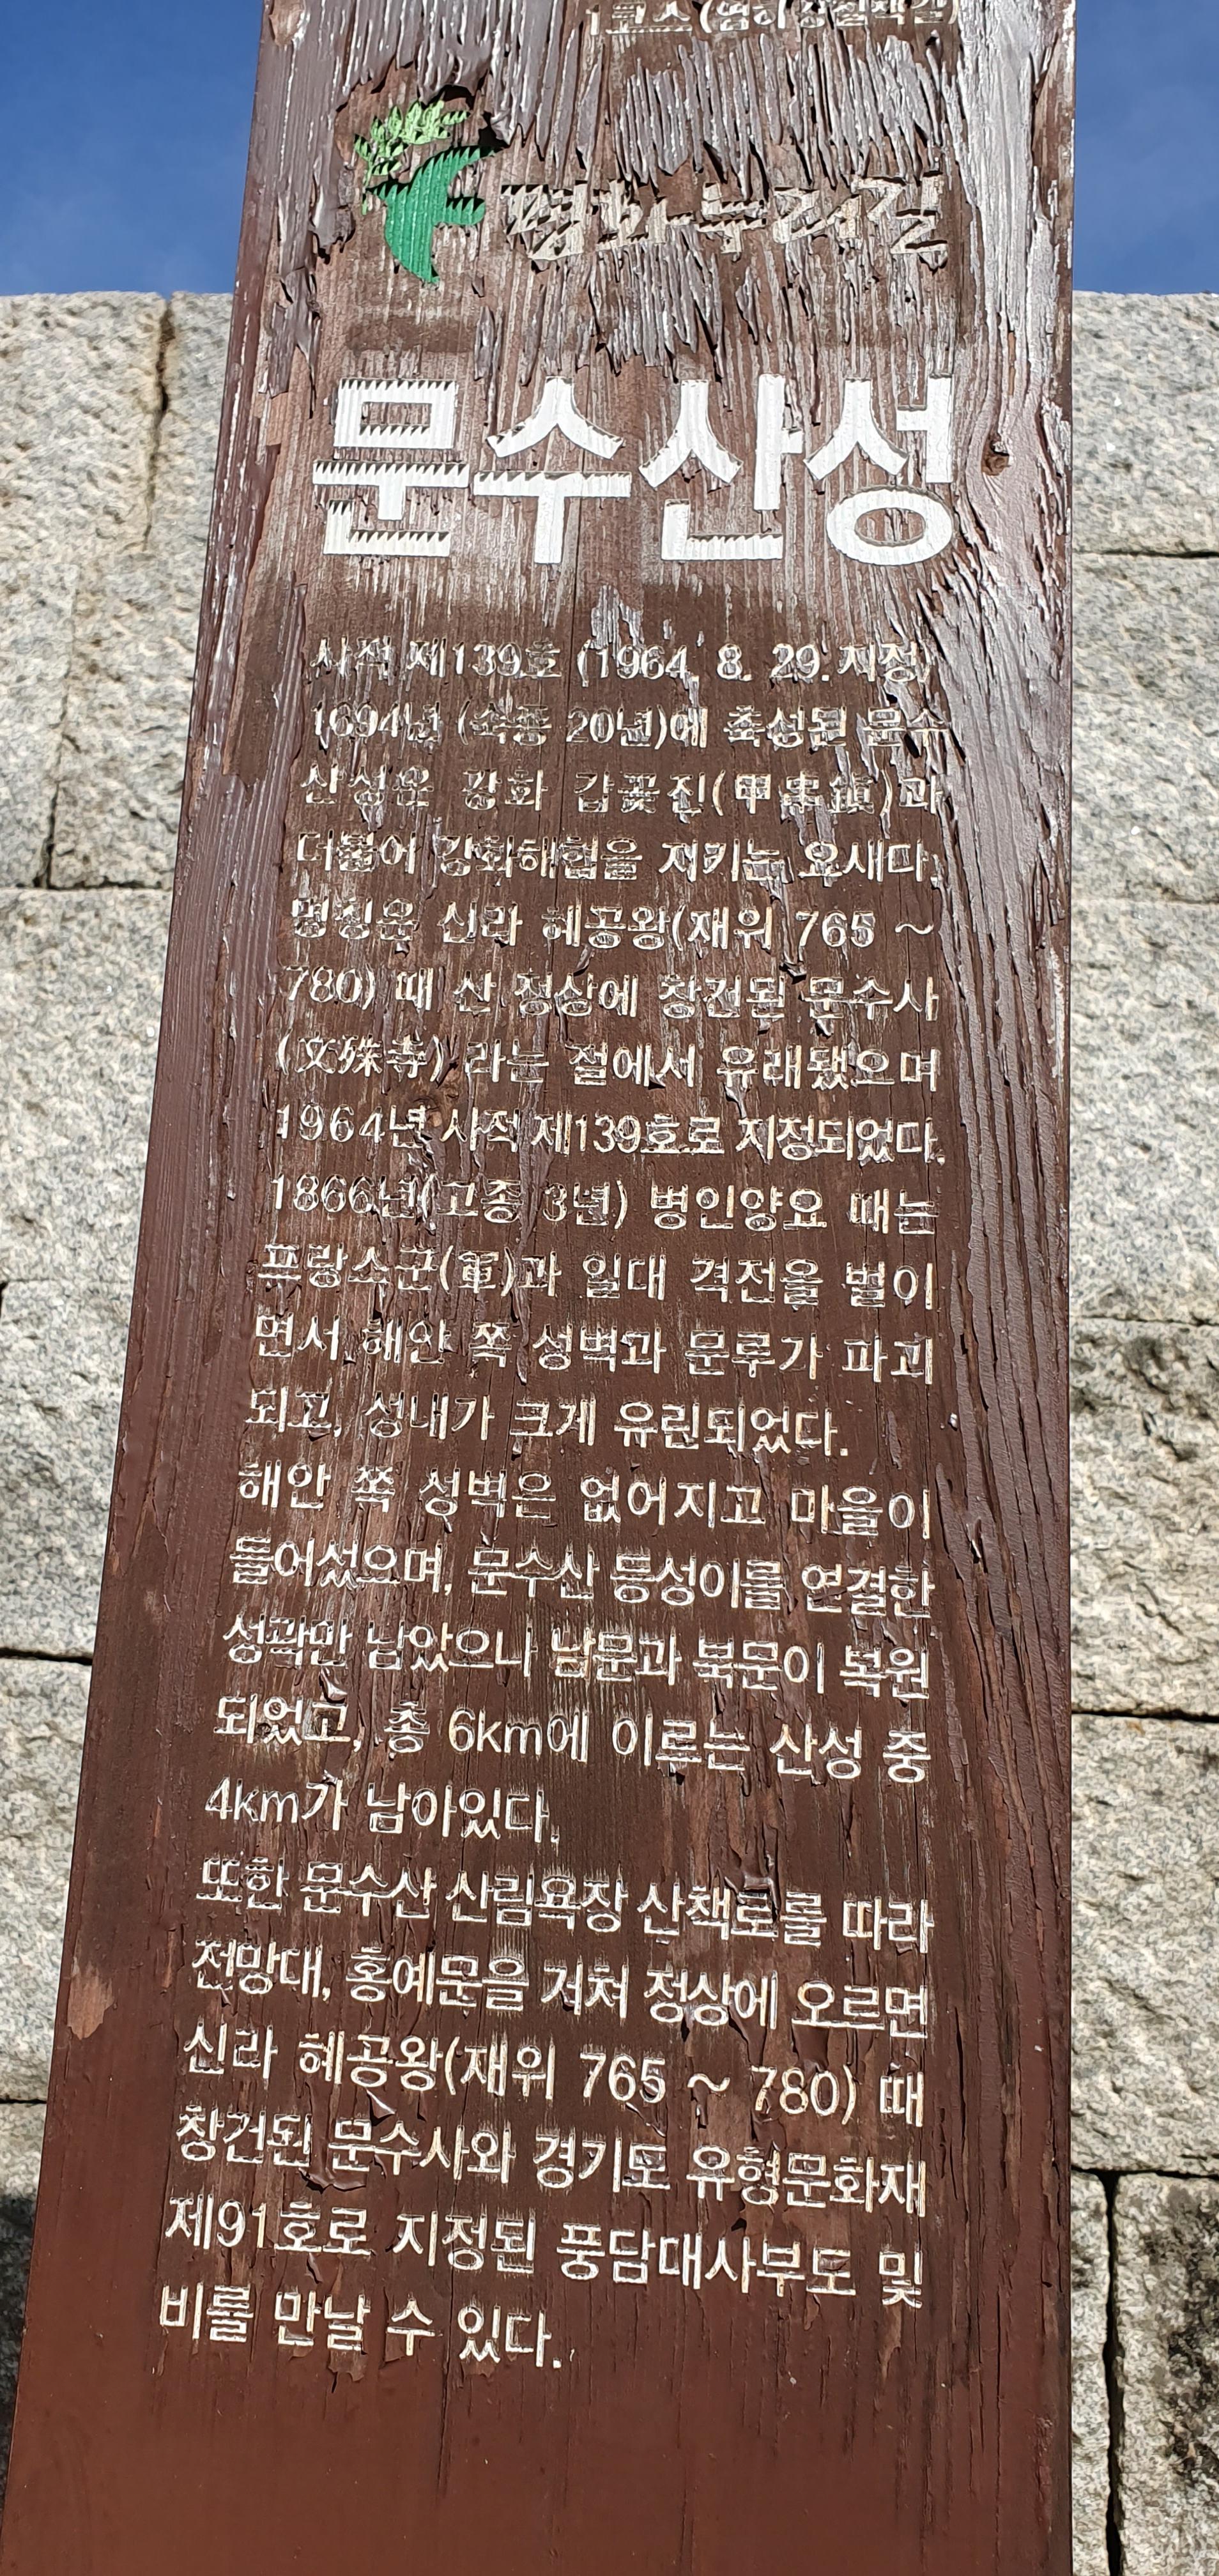 1코스(염하강철책길)
평화누리길
문수산성
사적 제139호 (1964. 8. 29. 지정)
1694년 (숙종 20년)에 축성된 문수
산성은 강화 갑곶진(甲串鎭)과
더불어 강화해협을 지키는 요새다.
명칭은 신라 혜공왕(재위 765 ~
780) 때 산 정상에 창건된 문수사
(文殊寺) 라는 절에서 유래됐으며
1964년 사적 제139호로 지정되었다.
1866년(고종 3년) 병인양요 때는
프랑스군(軍)과 일대 격전을 벌이
면서 해안 쪽 성벽과 문루가 파괴
되고, 성내가 크게 유린되었다.
해안 쪽 성벽은 없어지고 마을이
들어섰으며, 문수산 등성이를 연결한
성곽만 남았으나 남문과 북문이 복원
되었고, 총 6km에 이르는 산성 중
4km가 남아있다.
또한 문수산 산림욕장 산책로를 따라
전망대, 홍예문을 거쳐 정상에 오르면
신라 혜공왕(재위 765 ~ 780) 때
창건된 문수사와 경기도 유형문화재
제91호로 지정된 풍담대사부도 및
비를 만날 수 있다.